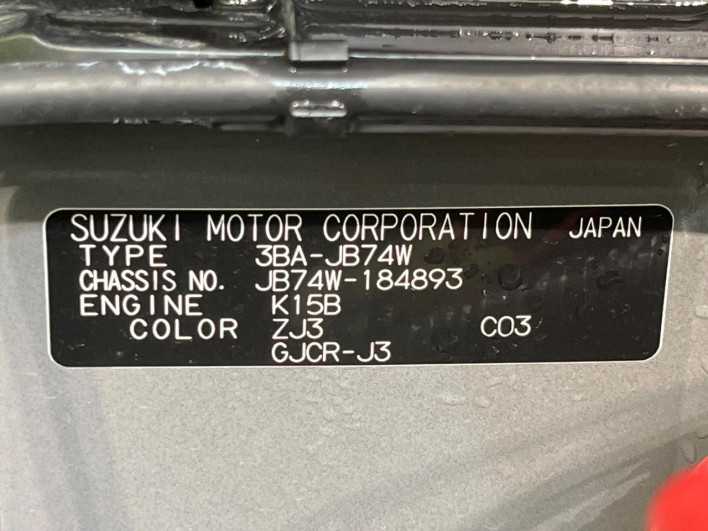 SUZUKI MOTOR CORPORATION JAPAN
TYPE 3BA-JB74W
CHASSIS NO. JB74W-184893
ENGINE K15B
COLOR ZJ3 C03
GJCR-J3